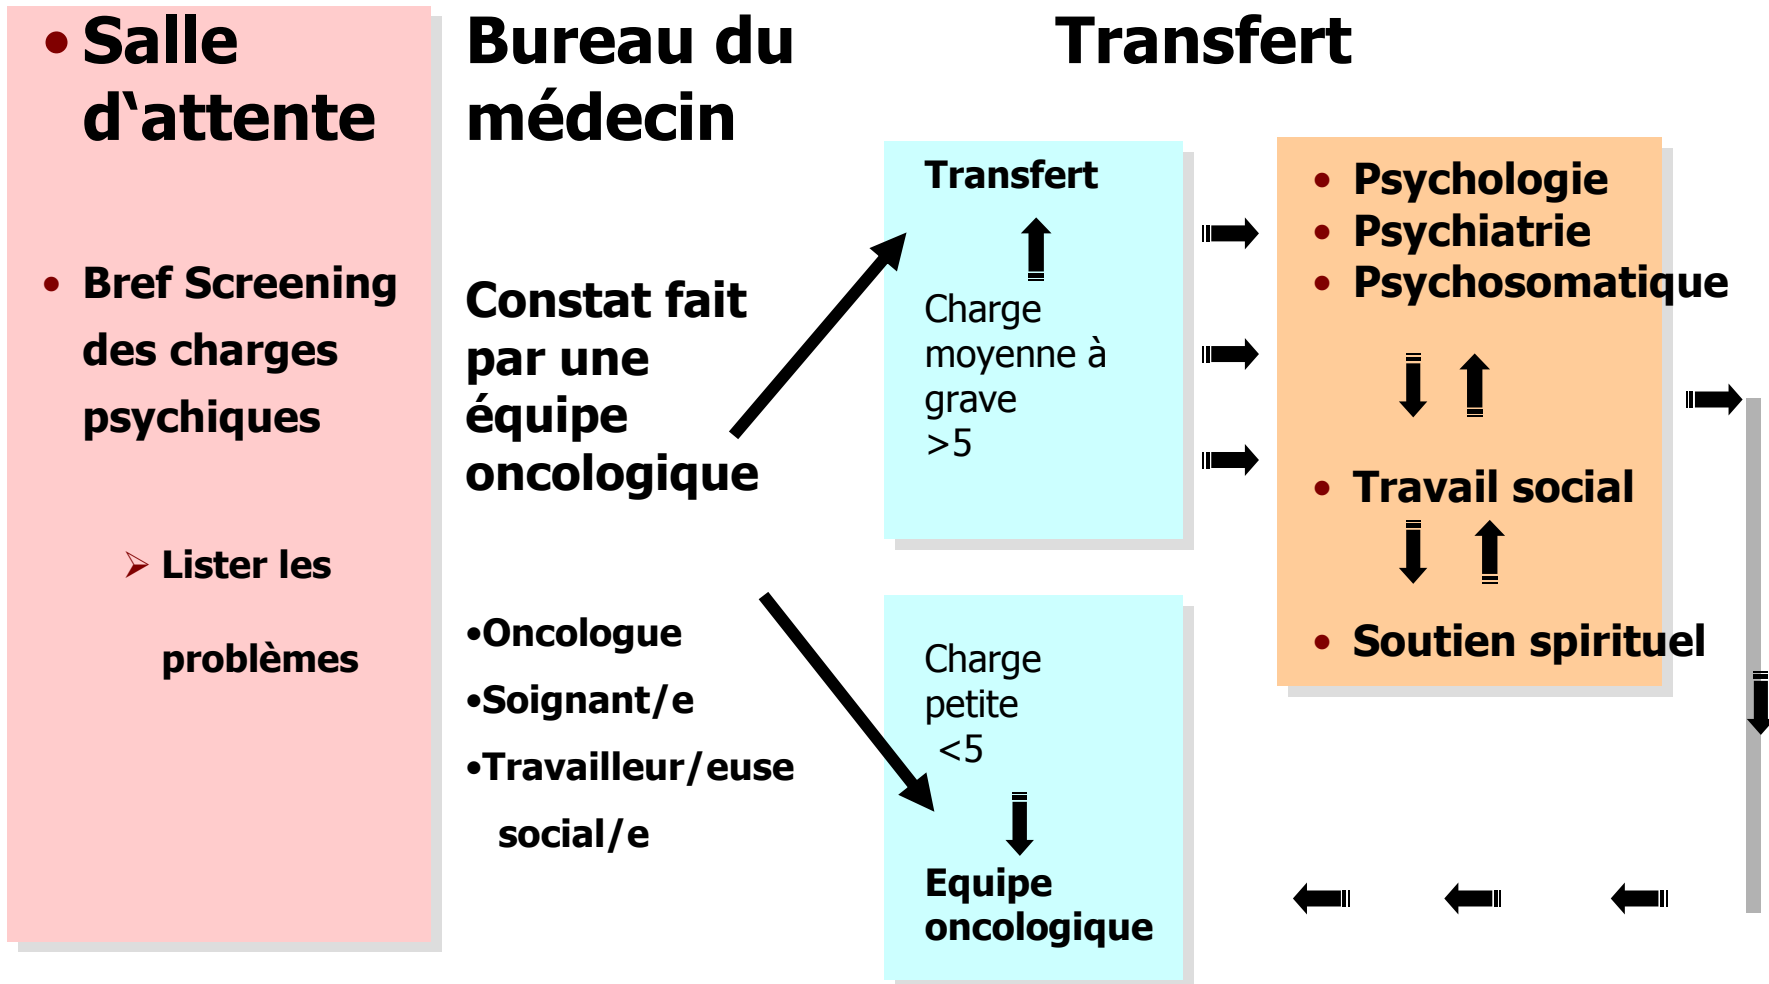 • Salle
d‘attente
• Bref Screening
des charges
psychiques
➢ Lister les
problèmes
Bureau du
médecin
Constat fait
par une
équipe
oncologique
•Oncologue
•Soignant/e
•Travailleur/euse
social/e
Transfert
Transfert
Charge
moyenne à
grave
>5
Charge
petite
<5
Equipe
oncologique
• Psychologie
• Psychiatrie
• Psychosomatique
• Travail social
• Soutien spirituel